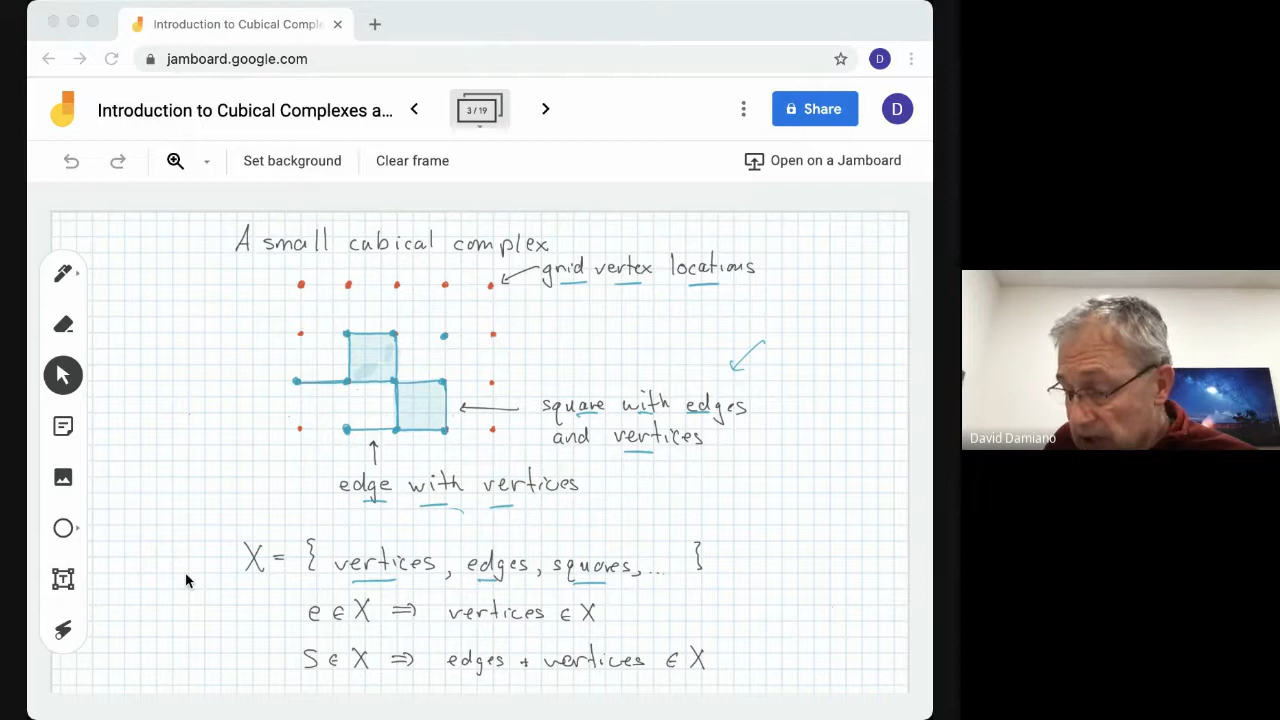 Introduction to Cubical Comple
jamboard.google.com
D
Introduction to Cubical Complexes a...
3 / 19
Share
D
Set background
Clear frame
Open on a Jamboard
A small cubical complex
grid vertex locations
square with edges
and vertices
edge with vertices
X = { vertices, edges, squares, ... }
e ∈ X ⇒ vertices ∈ X
S ∈ X ⇒ edges + vertices ∈ X
David Damiano